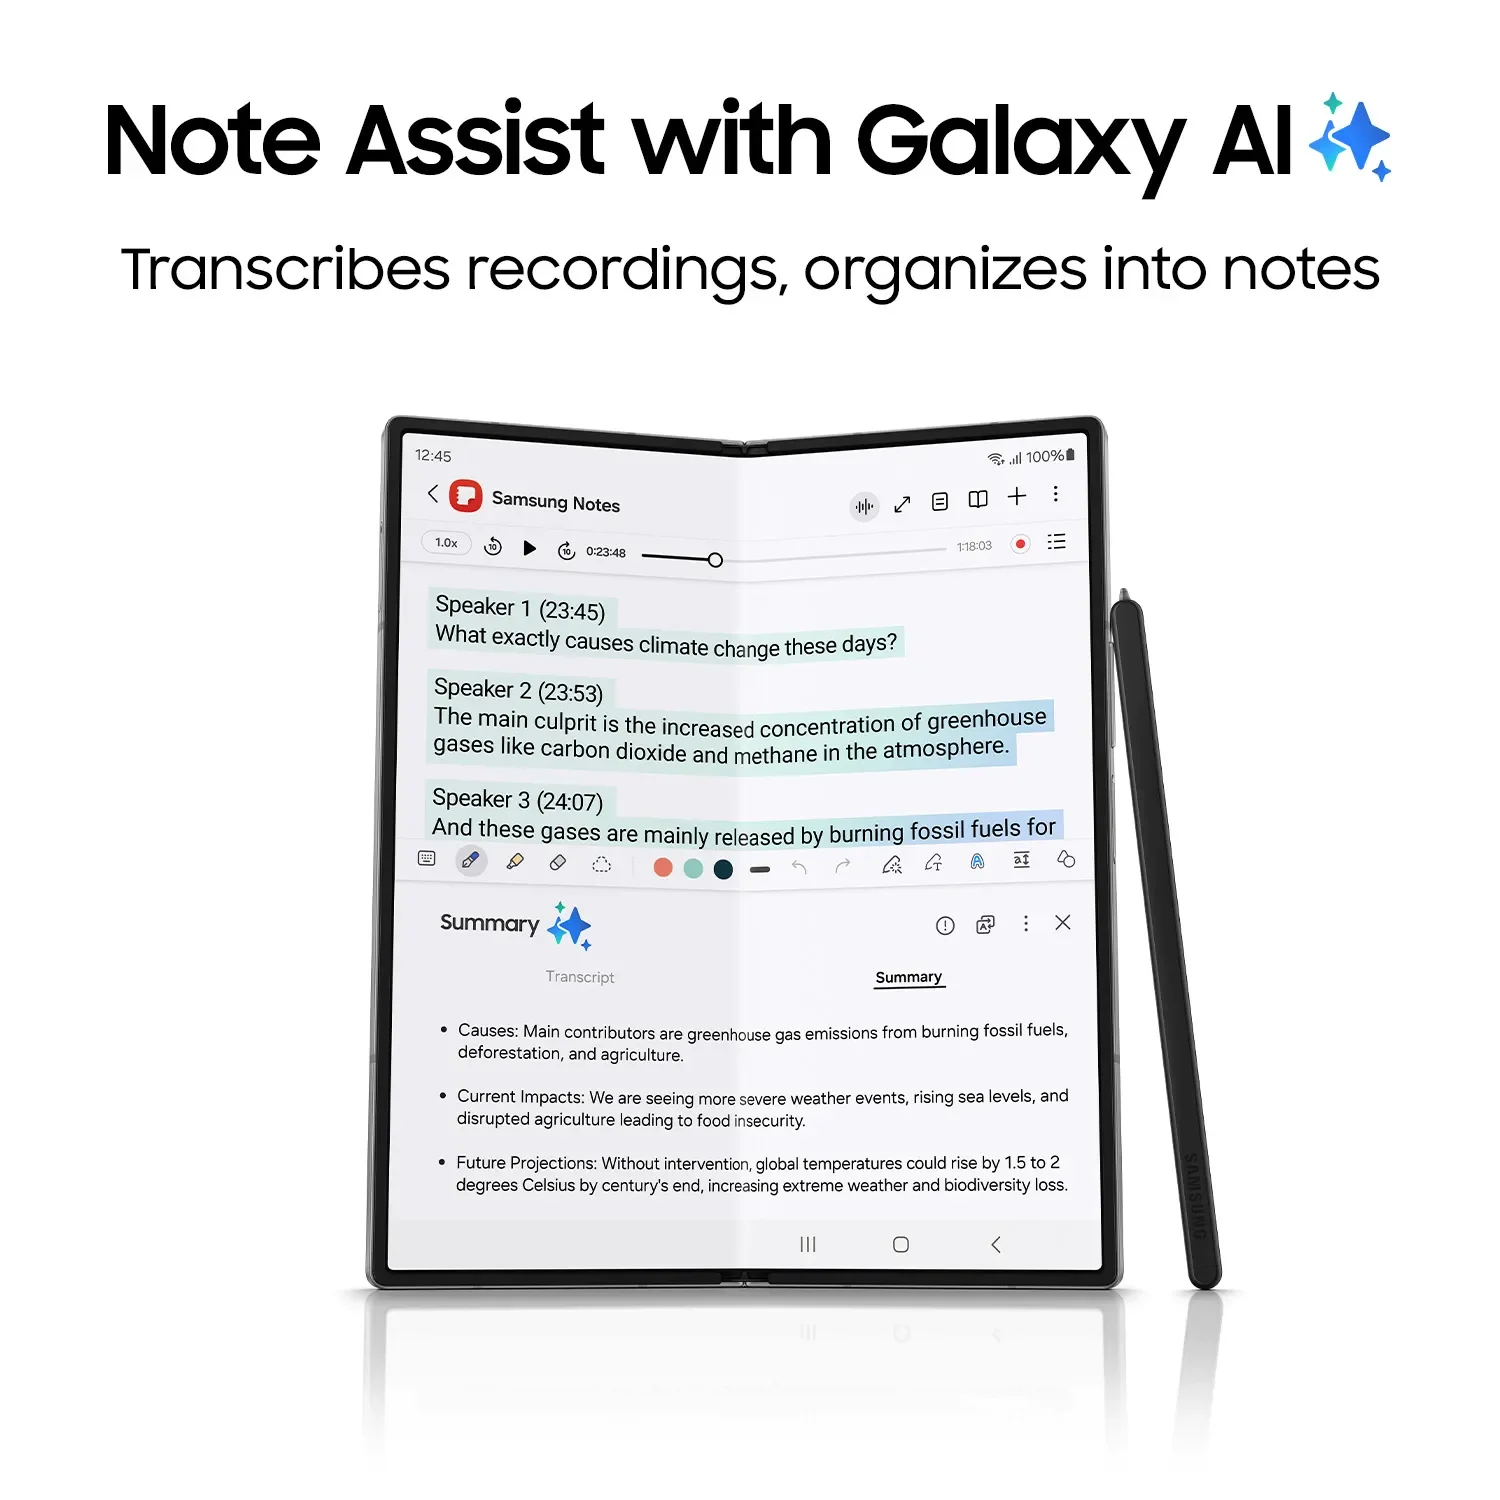 Note Assist with Galaxy AI
Transcribes recordings, organizes into notes
12:45
100%
Samsung Notes
1.0x
10
10
0:23:48
1:18:03
Speaker 1 (23:45)
What exactly causes climate change these days?
Speaker 2 (23:53)
The main culprit is the increased concentration of greenhouse
gases like carbon dioxide and methane in the atmosphere.
Speaker 3 (24:07)
And these gases are mainly released by burning fossil fuels for
Summary
Transcript
Summary
• Causes: Main contributors are greenhouse gas emissions from burning fossil fuels,
deforestation, and agriculture.
• Current Impacts: We are seeing more severe weather events, rising sea levels, and
disrupted agriculture leading to food insecurity.
• Future Projections: Without intervention, global temperatures could rise by 1.5 to 2
degrees Celsius by century's end, increasing extreme weather and biodiversity loss.
SAMSUNG